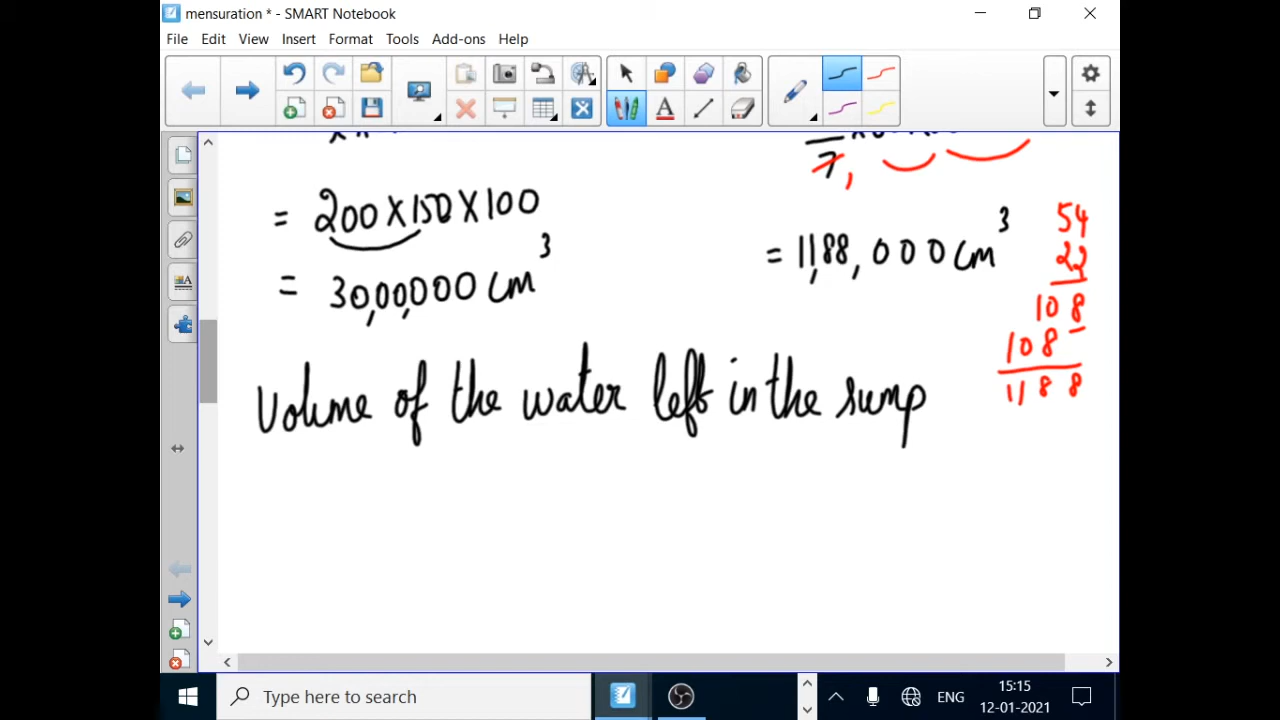 mensuration * - SMART Notebook
File Edit View Insert Format Tools Add-ons Help
= 200 X 150 X 100
= 30,00,000 cm³
7
= 11,88,000 cm³
54
22
108
108
1188
Volume of the water left in the sump
Type here to search
ENG
15:15
12-01-2021